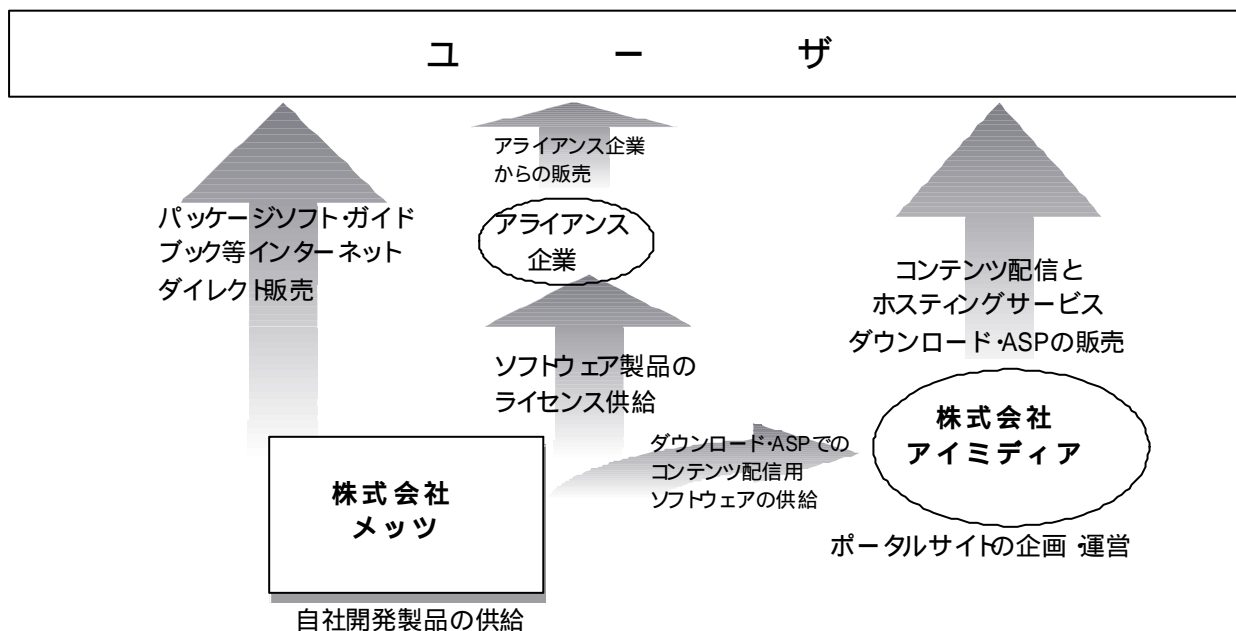 ユーザ
アライアンス企業
からの販売
パッケージソフト・ガイド
ブック等インターネット
ダイレクト販売
アライアンス
企業
コンテンツ配信と
ホスティングサービス
ダウンロード・ASPの販売
ソフトウェア製品の
ライセンス供給
株式会社
アイミディア
ダウンロード・ASPでの
コンテンツ配信用
ソフトウェアの供給
株式会社
メッツ
ポータルサイトの企画・運営
自社開発製品の供給